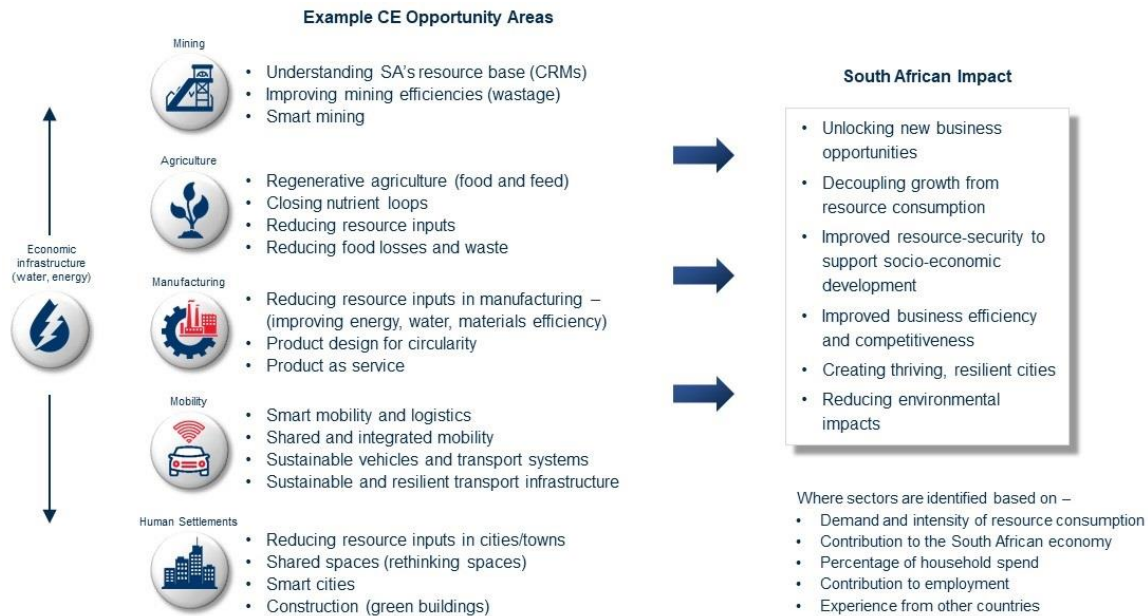 Example CE Opportunity Areas
Mining
• Understanding SA's resource base (CRMs)
• Improving mining efficiencies (wastage)
• Smart mining
Agriculture
• Regenerative agriculture (food and feed)
• Closing nutrient loops
• Reducing resource inputs
• Reducing food losses and waste
Economic
infrastructure
(water, energy)
Manufacturing
• Reducing resource inputs in manufacturing –
(improving energy, water, materials efficiency)
• Product design for circularity
• Product as service
Mobility
• Smart mobility and logistics
• Shared and integrated mobility
• Sustainable vehicles and transport systems
• Sustainable and resilient transport infrastructure
Human Settlements
• Reducing resource inputs in cities/towns
• Shared spaces (rethinking spaces)
• Smart cities
• Construction (green buildings)
South African Impact
• Unlocking new business
opportunities
• Decoupling growth from
resource consumption
• Improved resource-security to
support socio-economic
development
• Improved business efficiency
and competitiveness
• Creating thriving, resilient cities
• Reducing environmental
impacts
Where sectors are identified based on –
• Demand and intensity of resource consumption
• Contribution to the South African economy
• Percentage of household spend
• Contribution to employment
• Experience from other countries